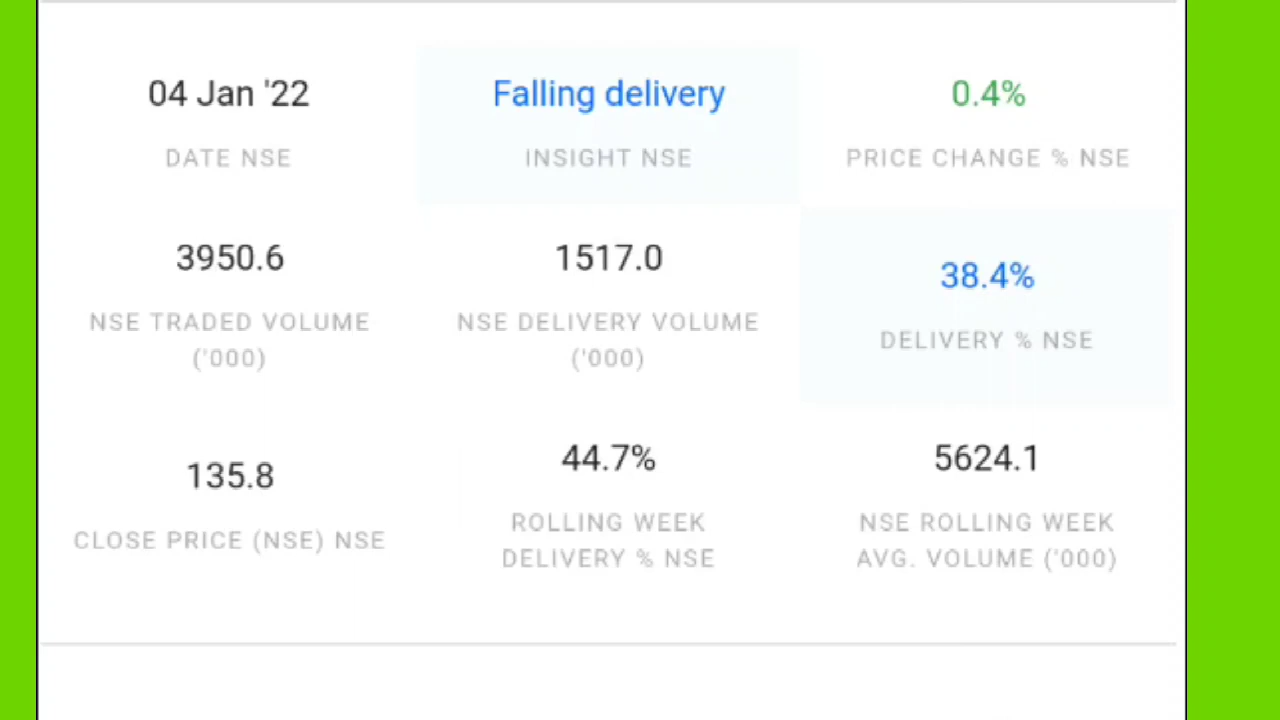 04 Jan '22
DATE NSE
Falling delivery
INSIGHT NSE
0.4%
PRICE CHANGE % NSE
3950.6
NSE TRADED VOLUME
('000)
1517.0
NSE DELIVERY VOLUME
('000)
38.4%
DELIVERY % NSE
135.8
CLOSE PRICE (NSE) NSE
44.7%
ROLLING WEEK
DELIVERY % NSE
5624.1
NSE ROLLING WEEK
AVG. VOLUME ('000)